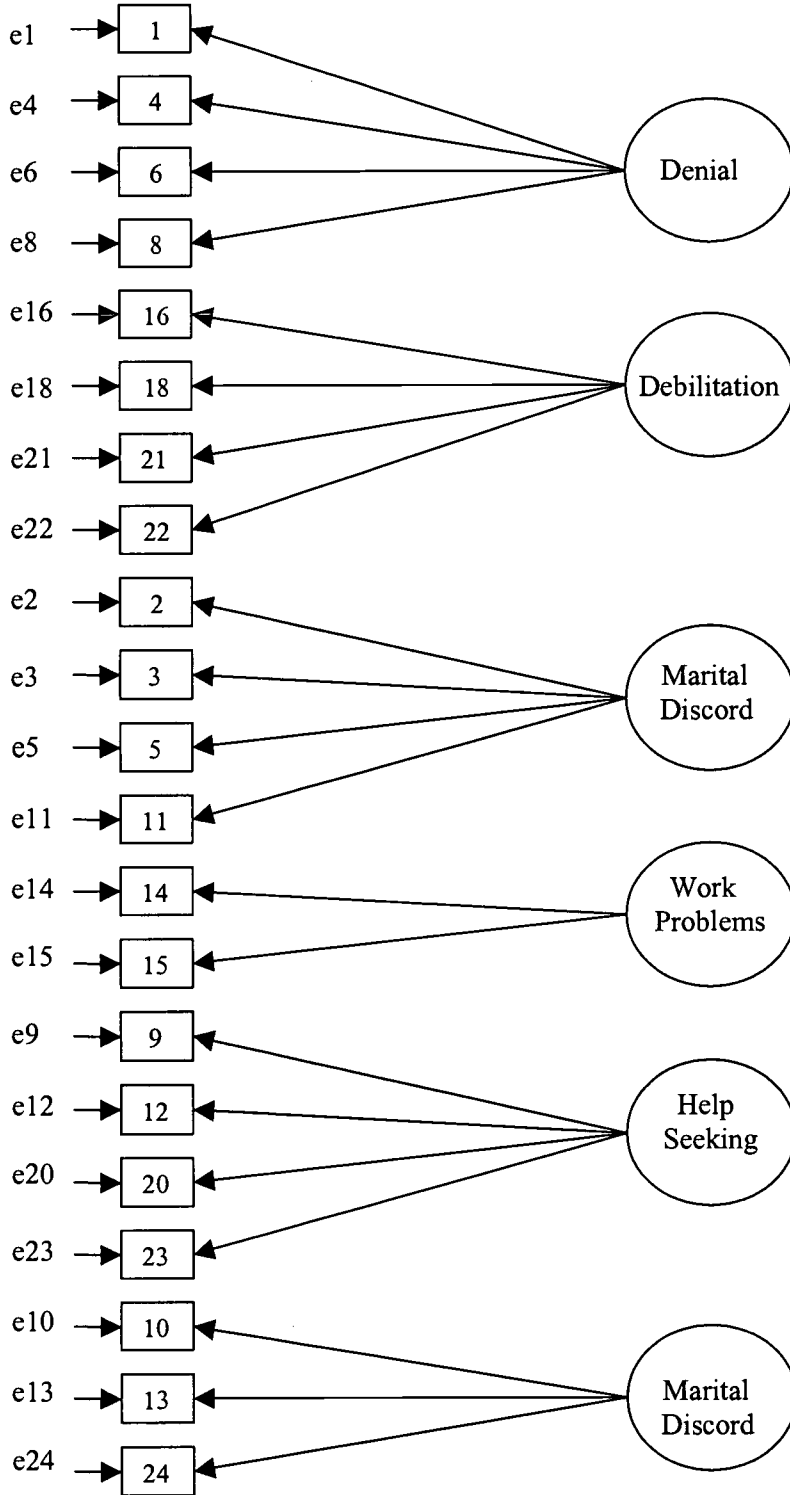 e1 1
e4 4
Denial
e6 6
e8 8
e16 16
e18 18
Debilitation
e21 21
e22 22
e2 2
e3 3
Marital
Discord
e5 5
e11 11
e14 14
Work
Problems
e15 15
e9 9
e12 12
Help
Seeking
e20 20
e23 23
e10 10
e13 13
Marital
Discord
e24 24